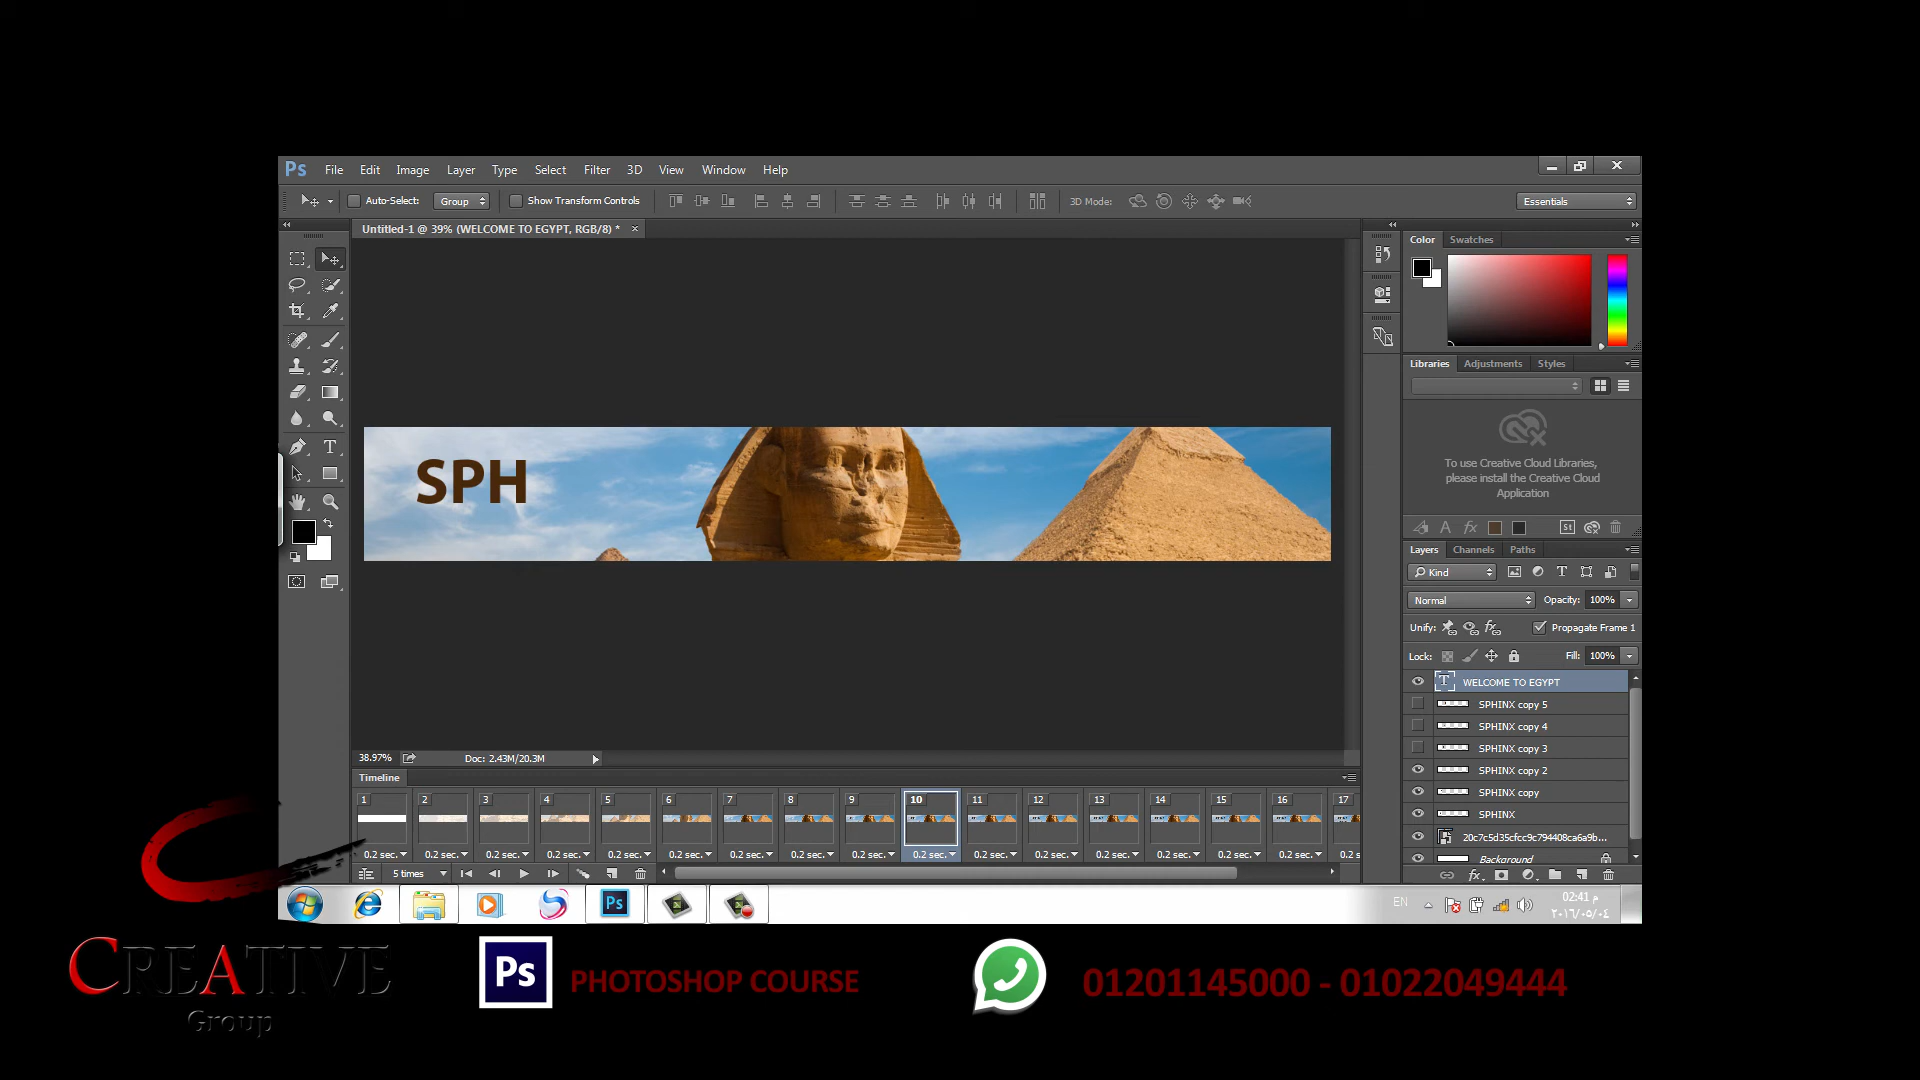 Ps File Edit Image Layer Type Select Filter 3D View Window Help
Auto-Select: Group Show Transform Controls 3D Mode: Essentials
Untitled-1 @ 39% (WELCOME TO EGYPT, RGB/8) * ×
Color Swatches
SPH
Libraries Adjustments Styles
To use Creative Cloud Libraries,
please install the Creative Cloud
Application
St
Layers Channels Paths
Kind
Normal Opacity: 100%
Unify: Propagate Frame 1
Lock: Fill: 100%
WELCOME TO EGYPT
SPHINX copy 5
SPHINX copy 4
SPHINX copy 3
SPHINX copy 2
SPHINX copy
SPHINX
20c7c5d35cfcc9c794408ca6a9b...
Background
38.97% Doc: 2.43M/20.3M
Timeline
1 2 3 4 5 6 7 8 9 10 11 12 13 14 15 16 17
0.2 sec. 0.2 sec. 0.2 sec. 0.2 sec. 0.2 sec. 0.2 sec. 0.2 sec. 0.2 sec. 0.2 sec. 0.2 sec. 0.2 sec. 0.2 sec. 0.2 sec. 0.2 sec. 0.2 sec. 0.2 sec. 0.2 s
5 times
Ps EN 02:41 م
٢٠١٦/٠٥/٠٤
CREATIVE
Group
Ps PHOTOSHOP COURSE
01201145000 - 01022049444